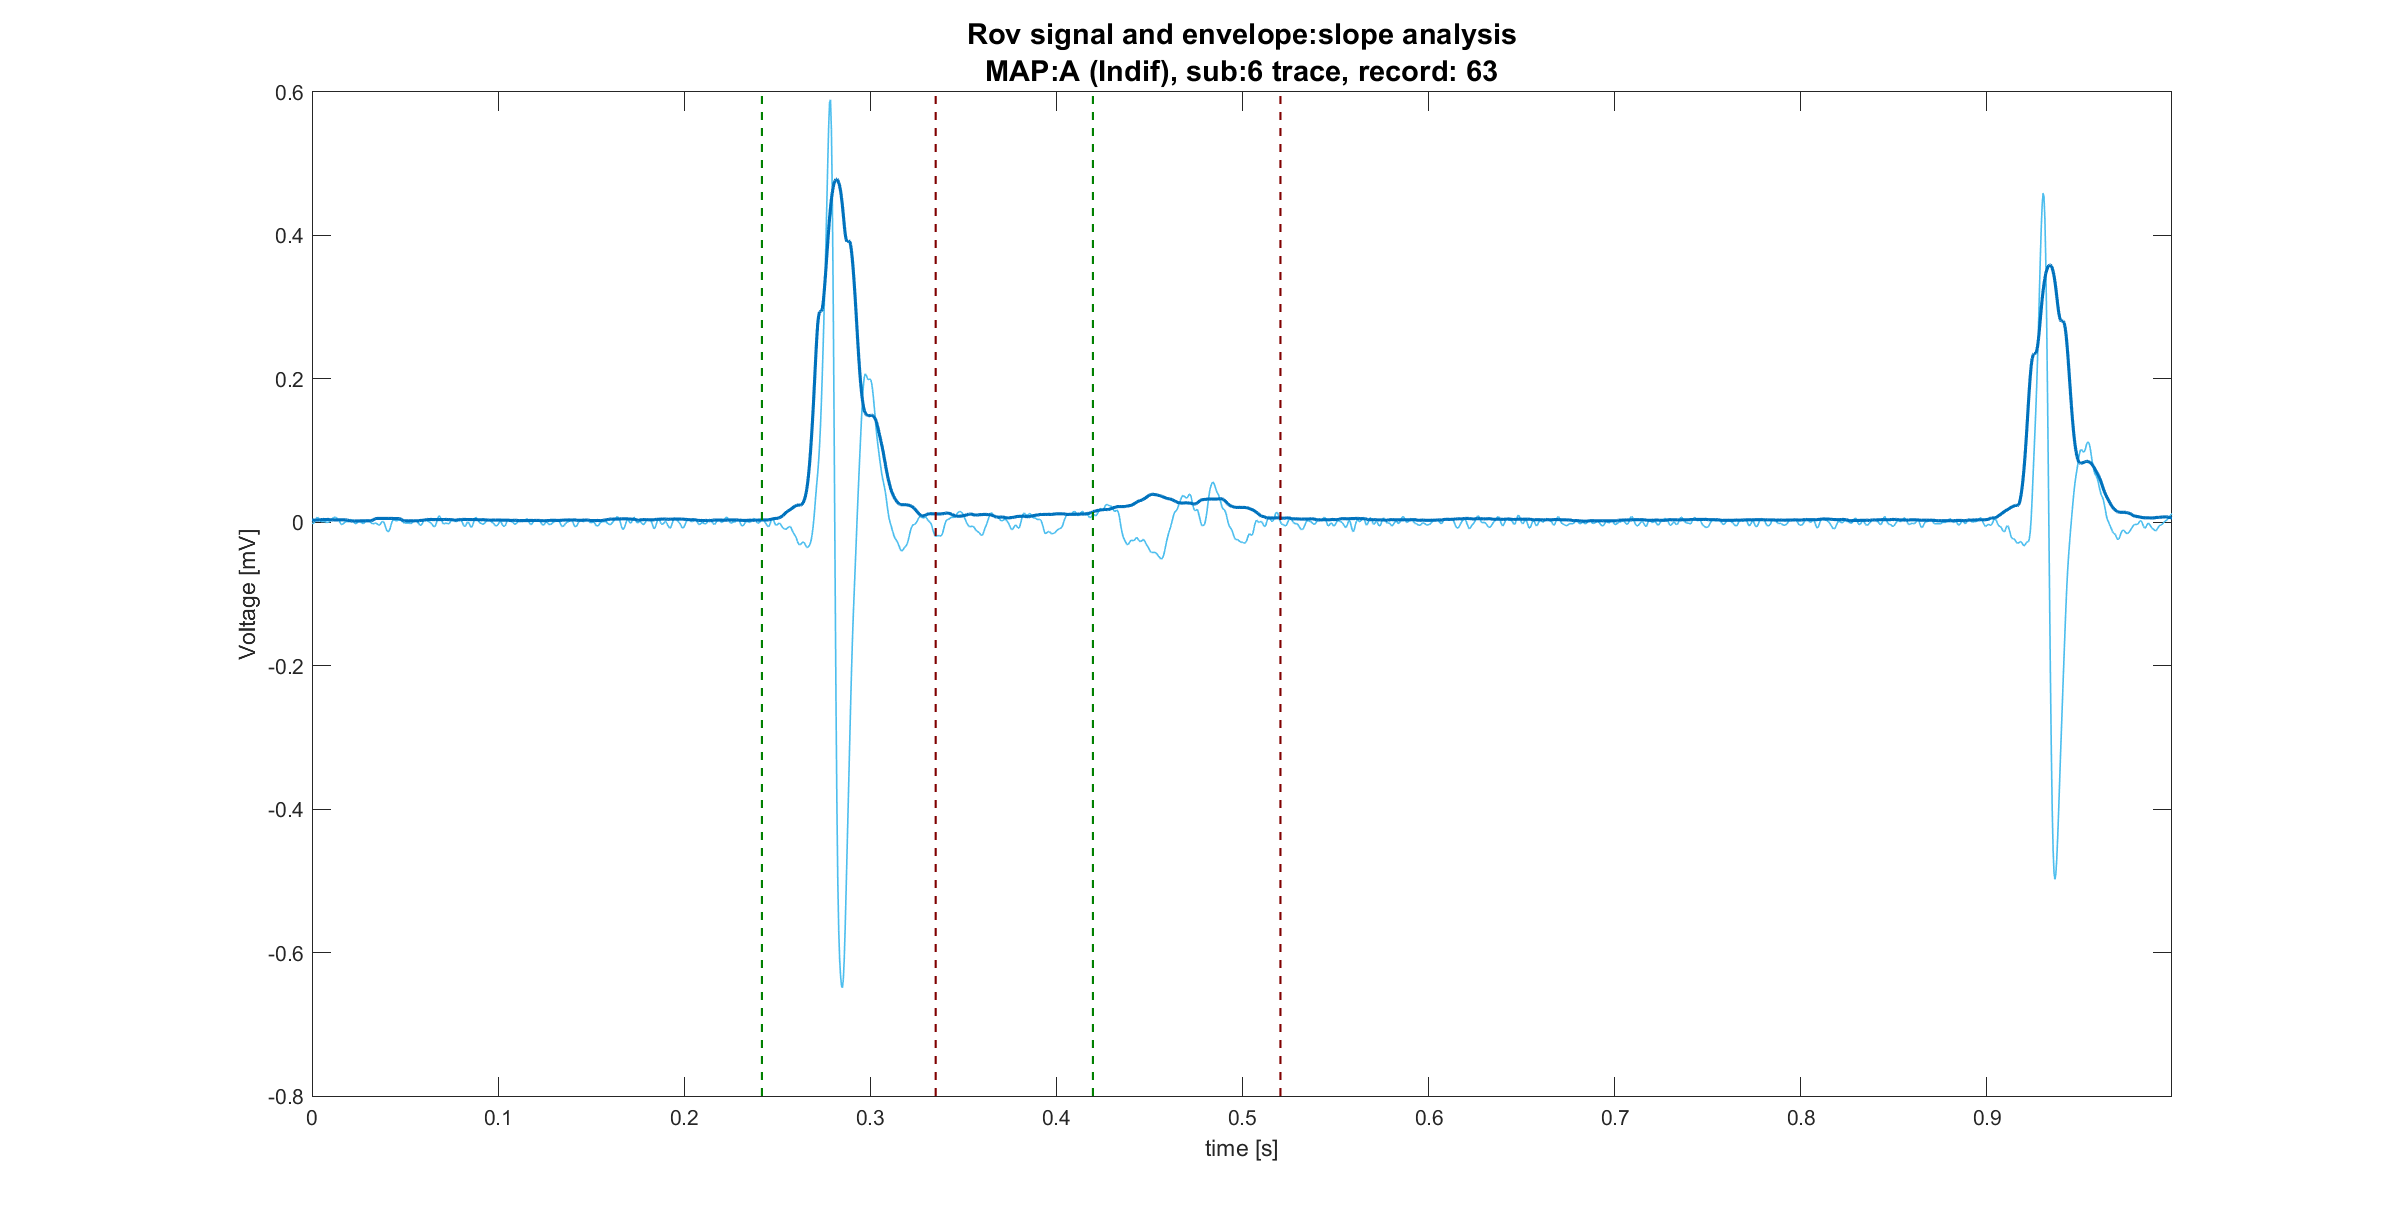 Rov signal and envelope:slope analysis
MAP:A (Indif), sub:6 trace, record: 63
0.6
0.4
0.2
0
-0.2
-0.4
-0.6
-0.8
Voltage [mV]
0 0.1 0.2 0.3 0.4 0.5 0.6 0.7 0.8 0.9
time [s]